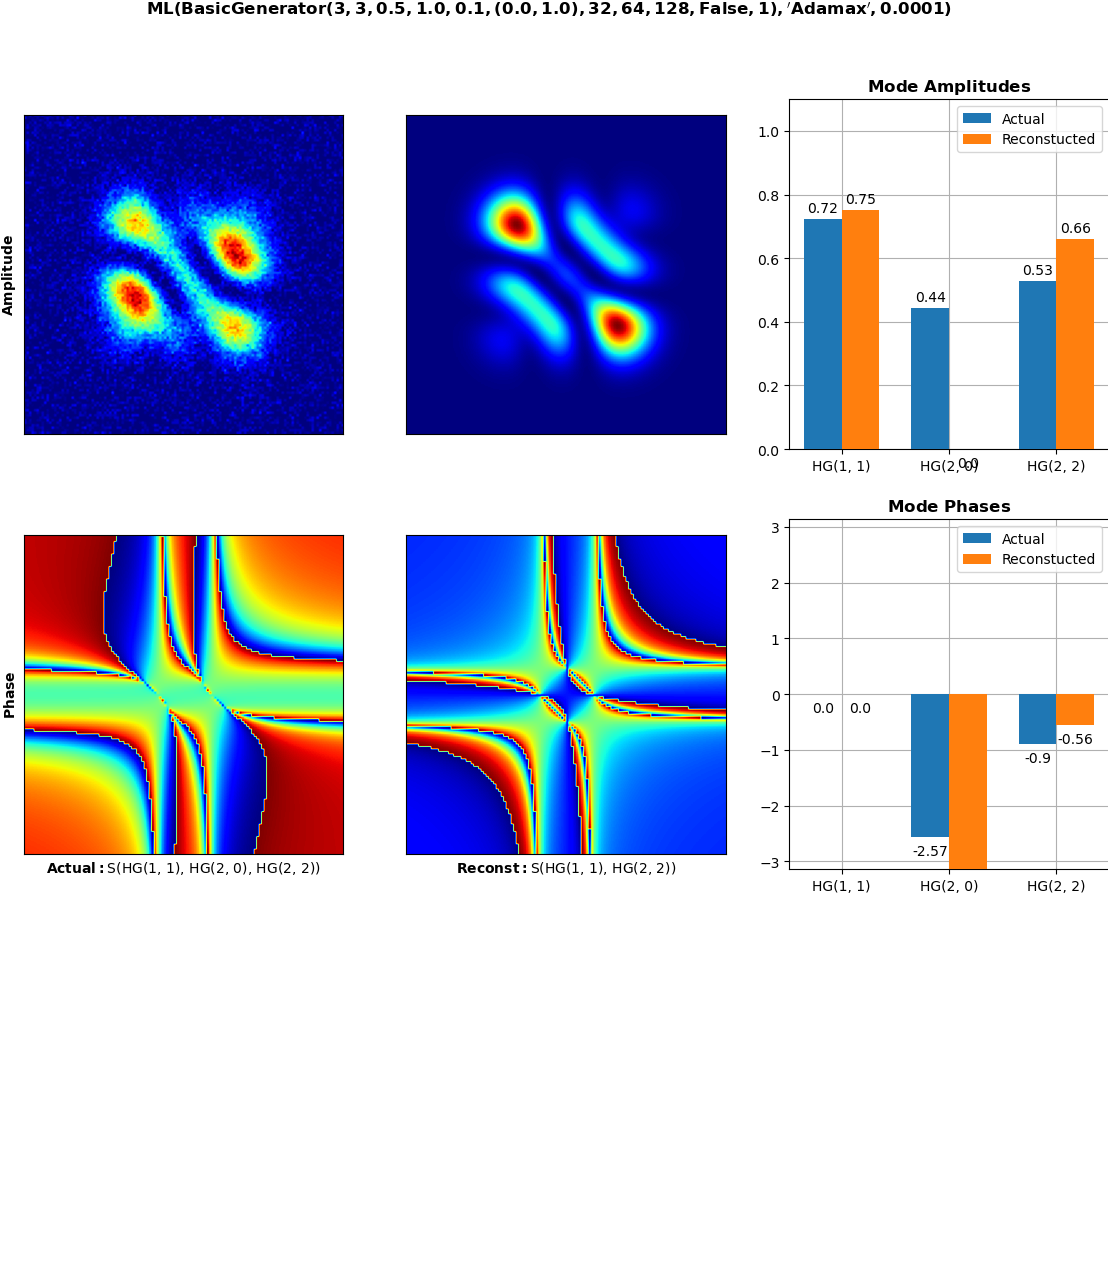 ML(BasicGenerator(3, 3, 0.5, 1.0, 0.1, (0.0, 1.0), 32, 64, 128, False, 1), 'Adamax', 0.0001)
Amplitude
Mode Amplitudes
Actual
Reconstucted
1.0
0.8
0.6
0.4
0.2
0.0
0.72
0.75
0.44
0.0
0.53
0.66
HG(1, 1)
HG(2, 0)
HG(2, 2)
Phase
Actual: S(HG(1, 1), HG(2, 0), HG(2, 2))
Reconst: S(HG(1, 1), HG(2, 2))
Mode Phases
Actual
Reconstucted
3
2
1
0
−1
−2
−3
0.0
0.0
-2.57
-0.9
-0.56
HG(1, 1)
HG(2, 0)
HG(2, 2)